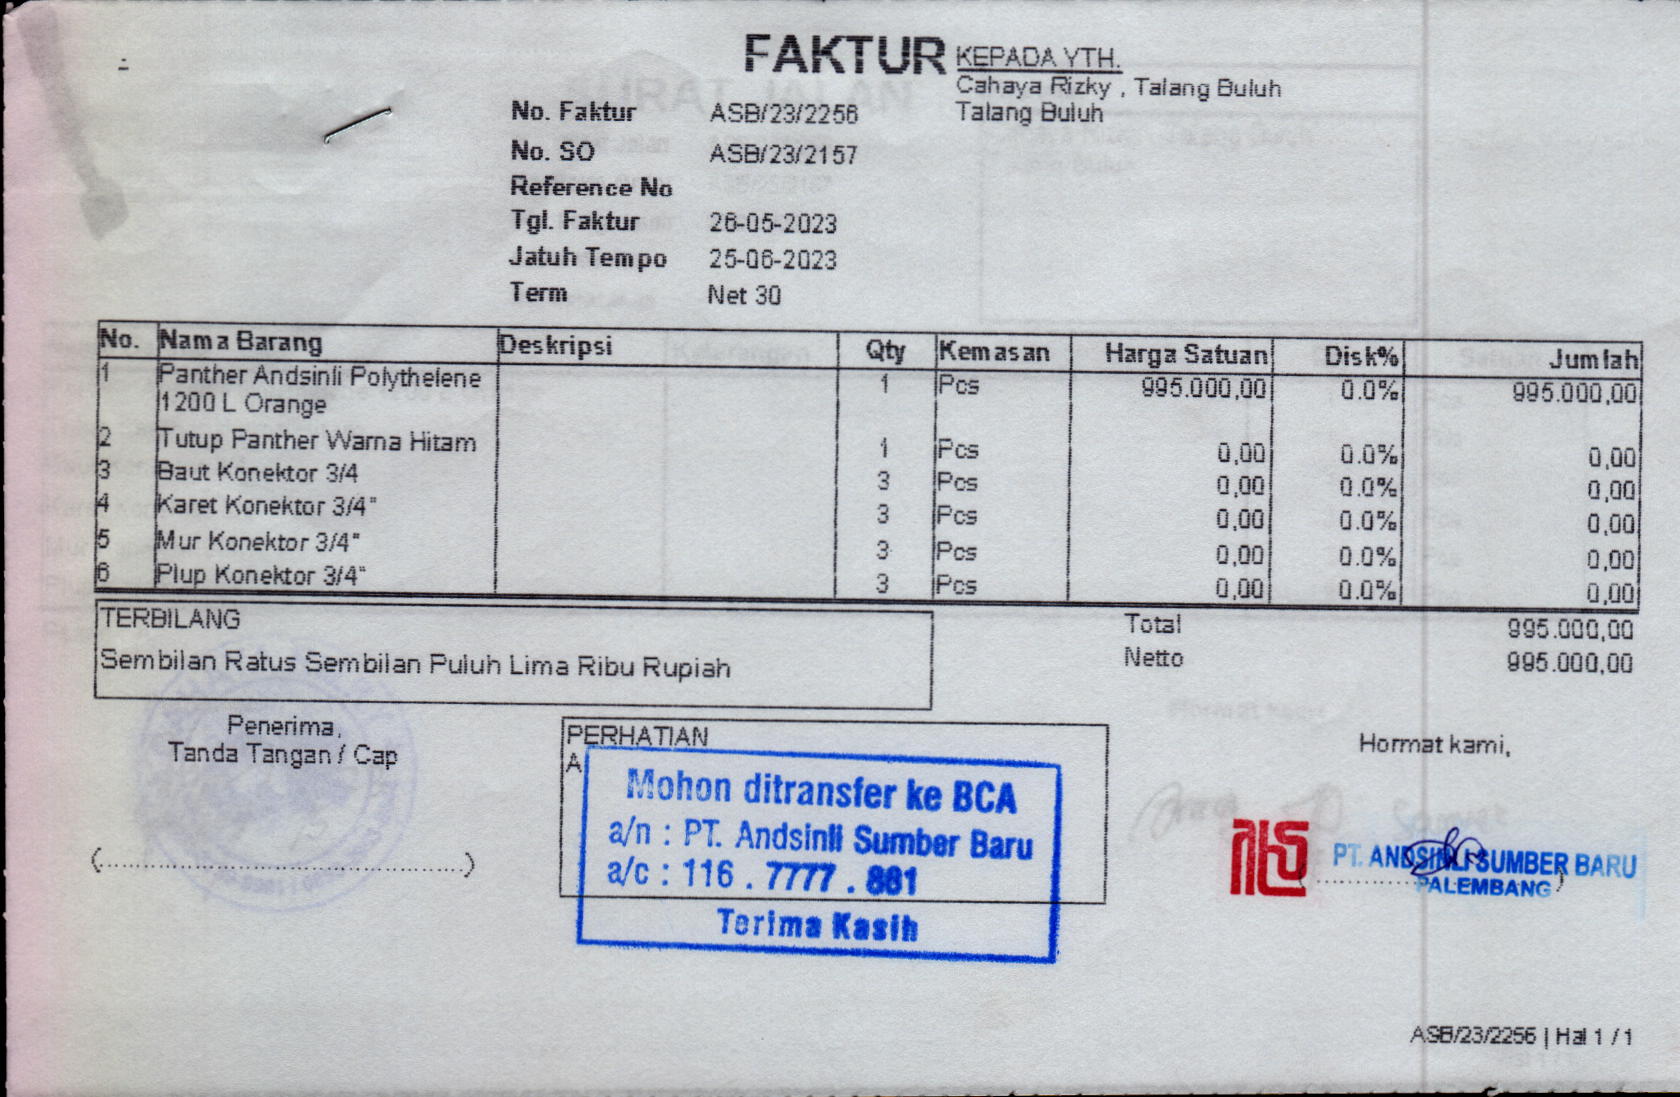 FAKTUR
KEPADA YTH.
Cahaya Rizky , Talang Buluh
Talang Buluh
No. Faktur ASB/23/2256
No. SO ASB/23/2157
Reference No
Tgl. Faktur 26-05-2023
Jatuh Tempo 25-06-2023
Term Net 30
No. Nama Barang Deskripsi Qty Kemasan Harga Satuan Disk% Jumlah
1 Panther Andsinli Polythelene 1 Pcs 995.000,00 0.0% 995.000,00
1200 L Orange
2 Tutup Panther Warna Hitam 1 Pcs 0,00 0.0% 0,00
3 Baut Konektor 3/4 3 Pcs 0,00 0.0% 0,00
4 Karet Konektor 3/4" 3 Pcs 0,00 0.0% 0,00
5 Mur Konektor 3/4" 3 Pcs 0,00 0.0% 0,00
6 Plup Konektor 3/4" 3 Pcs 0,00 0.0% 0,00
TERBILANG
Sembilan Ratus Sembilan Puluh Lima Ribu Rupiah
Total 995.000,00
Netto 995.000,00
Penerima,
Tanda Tangan / Cap
PERHATIAN
A
Mohon ditransfer ke BCA
a/n : PT. Andsinli Sumber Baru
a/c : 116 . 7777 . 881
Terima Kasih
Hormat kami,
PT. ANDSINLI SUMBER BARU
PALEMBANG
ASB/23/2256 | Hal 1 / 1